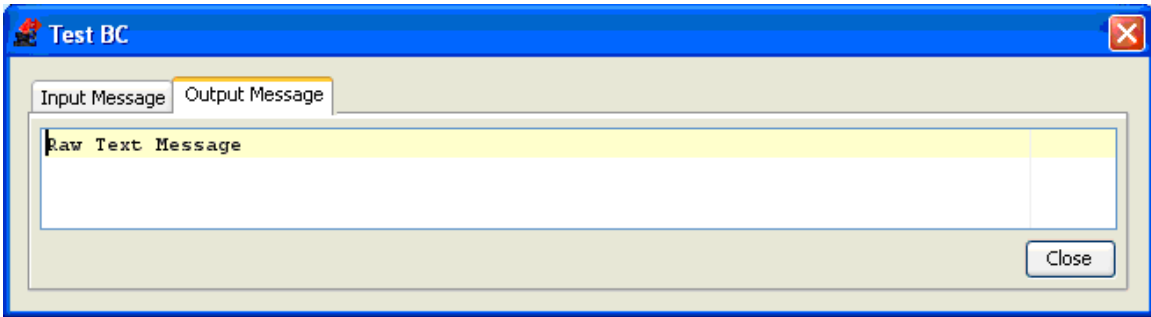 Test BC
Input Message Output Message
Raw Text Message
Close